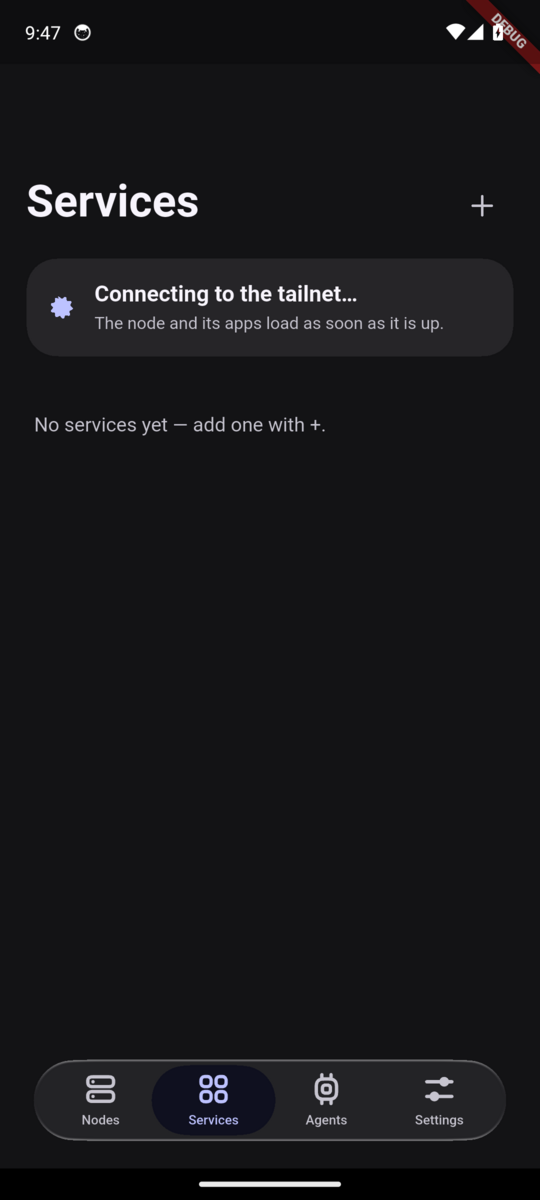 9:47
DEBUG
Services
Connecting to the tailnet…
The node and its apps load as soon as it is up.
No services yet — add one with +.
Nodes
Services
Agents
Settings